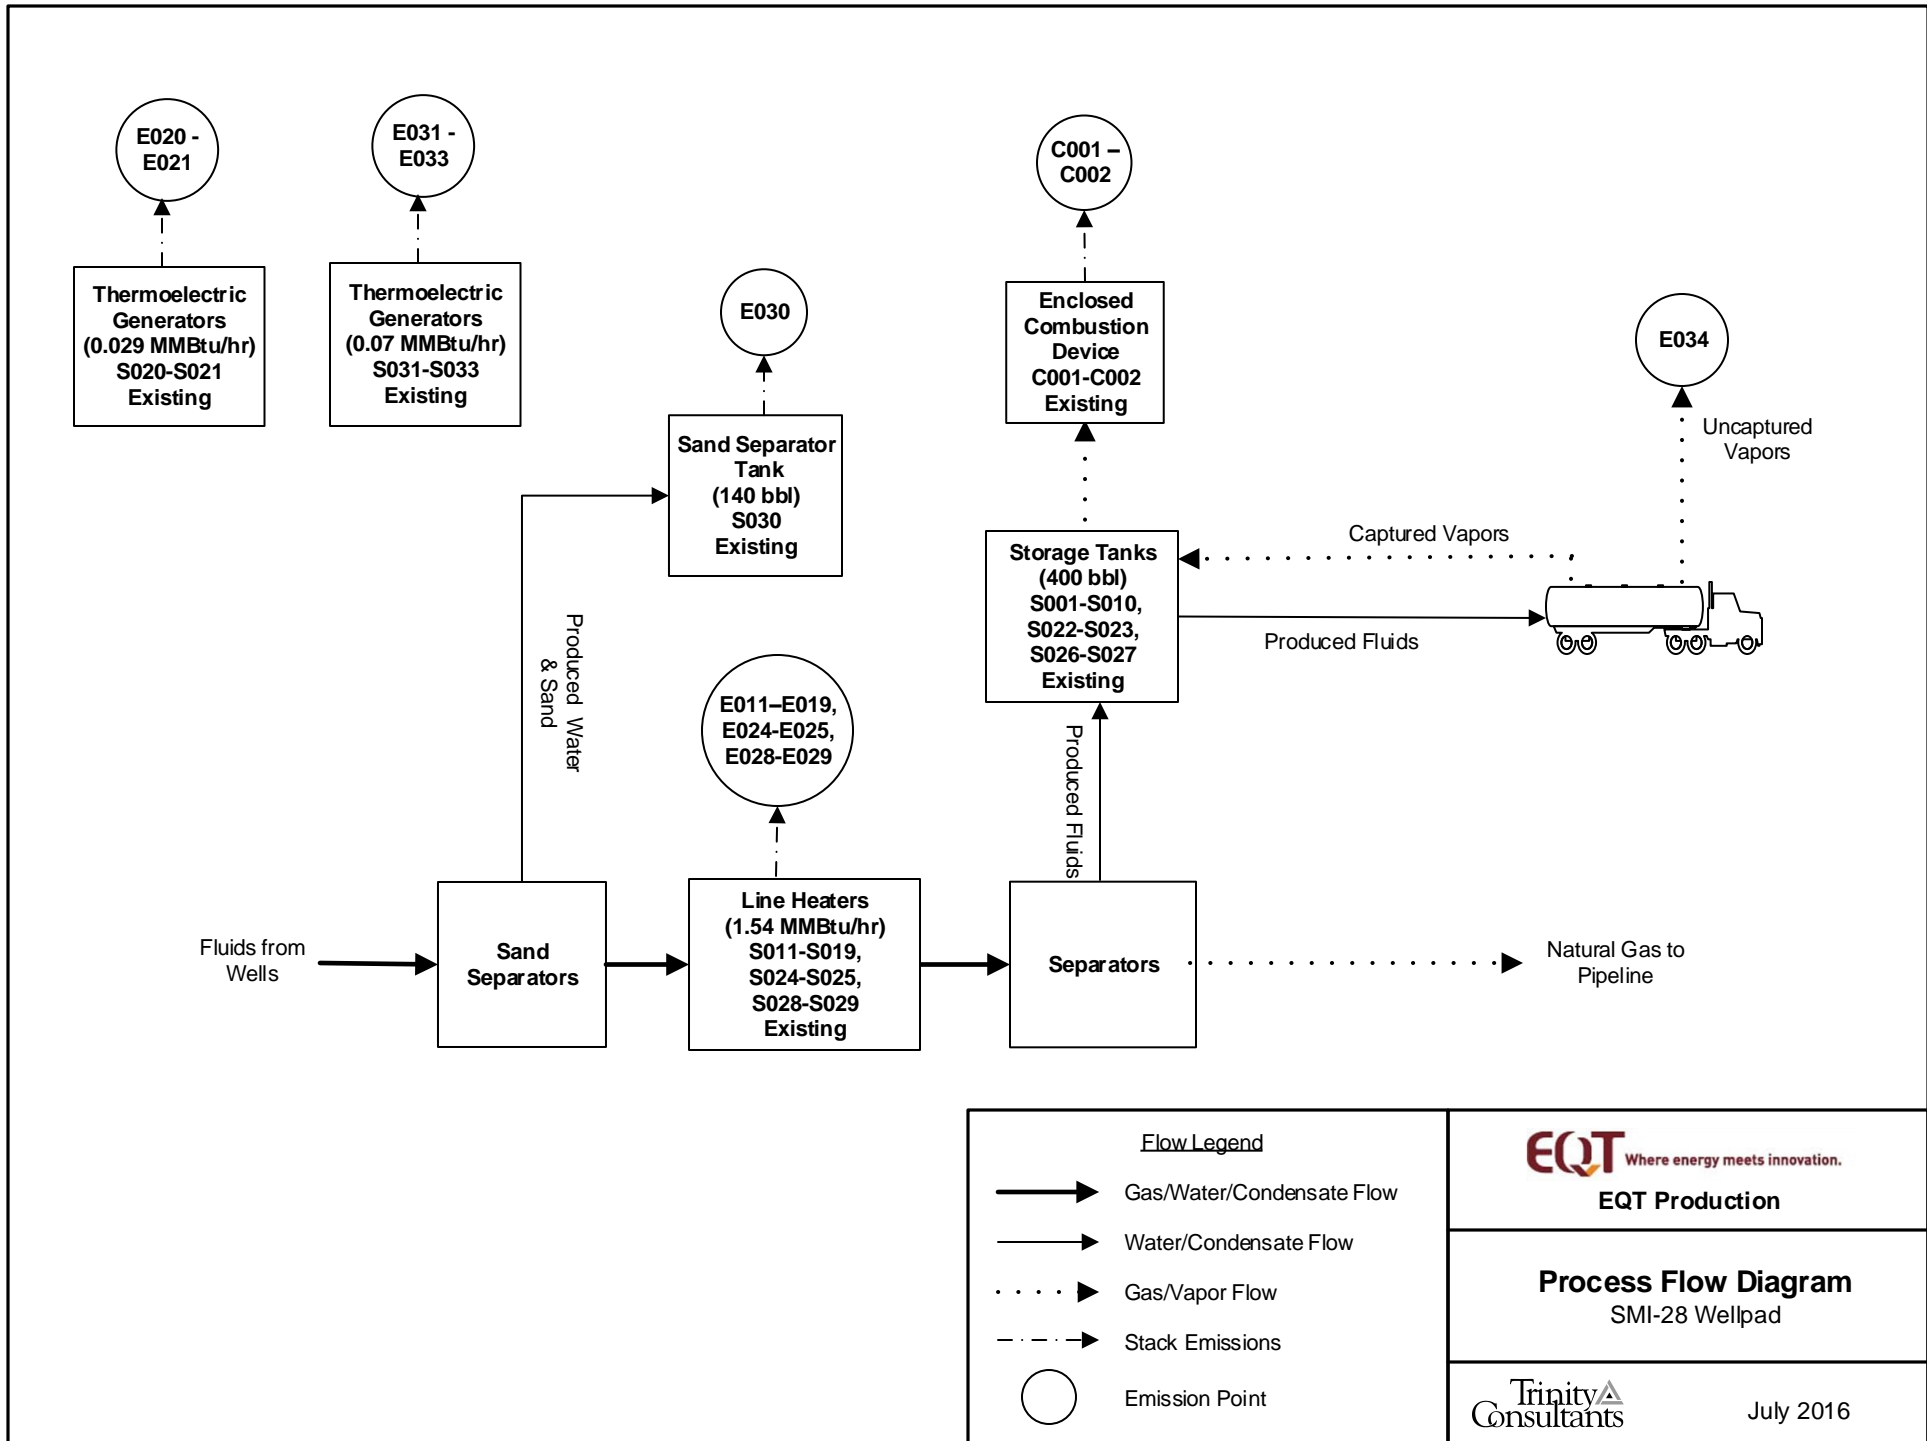 E020 -
E021
E031 -
E033
C001 –
C002
Thermoelectric
Generators
(0.029 MMBtu/hr)
S020-S021
Existing
Thermoelectric
Generators
(0.07 MMBtu/hr)
S031-S033
Existing
E030
Enclosed
Combustion
Device
C001-C002
Existing
E034
Uncaptured
Vapors
Sand Separator
Tank
(140 bbl)
S030
Existing
Storage Tanks
(400 bbl)
S001-S010,
S022-S023,
S026-S027
Existing
Captured Vapors
Produced Fluids
Produced Water
& Sand
E011–E019,
E024-E025,
E028-E029
Produced Fluids
Fluids from
Wells
Sand
Separators
Line Heaters
(1.54 MMBtu/hr)
S011-S019,
S024-S025,
S028-S029
Existing
Separators
Natural Gas to
Pipeline
Flow Legend
Gas/Water/Condensate Flow
Water/Condensate Flow
Gas/Vapor Flow
Stack Emissions
Emission Point
EQT Where energy meets innovation.
EQT Production
Process Flow Diagram
SMI-28 Wellpad
Trinity
Consultants
July 2016